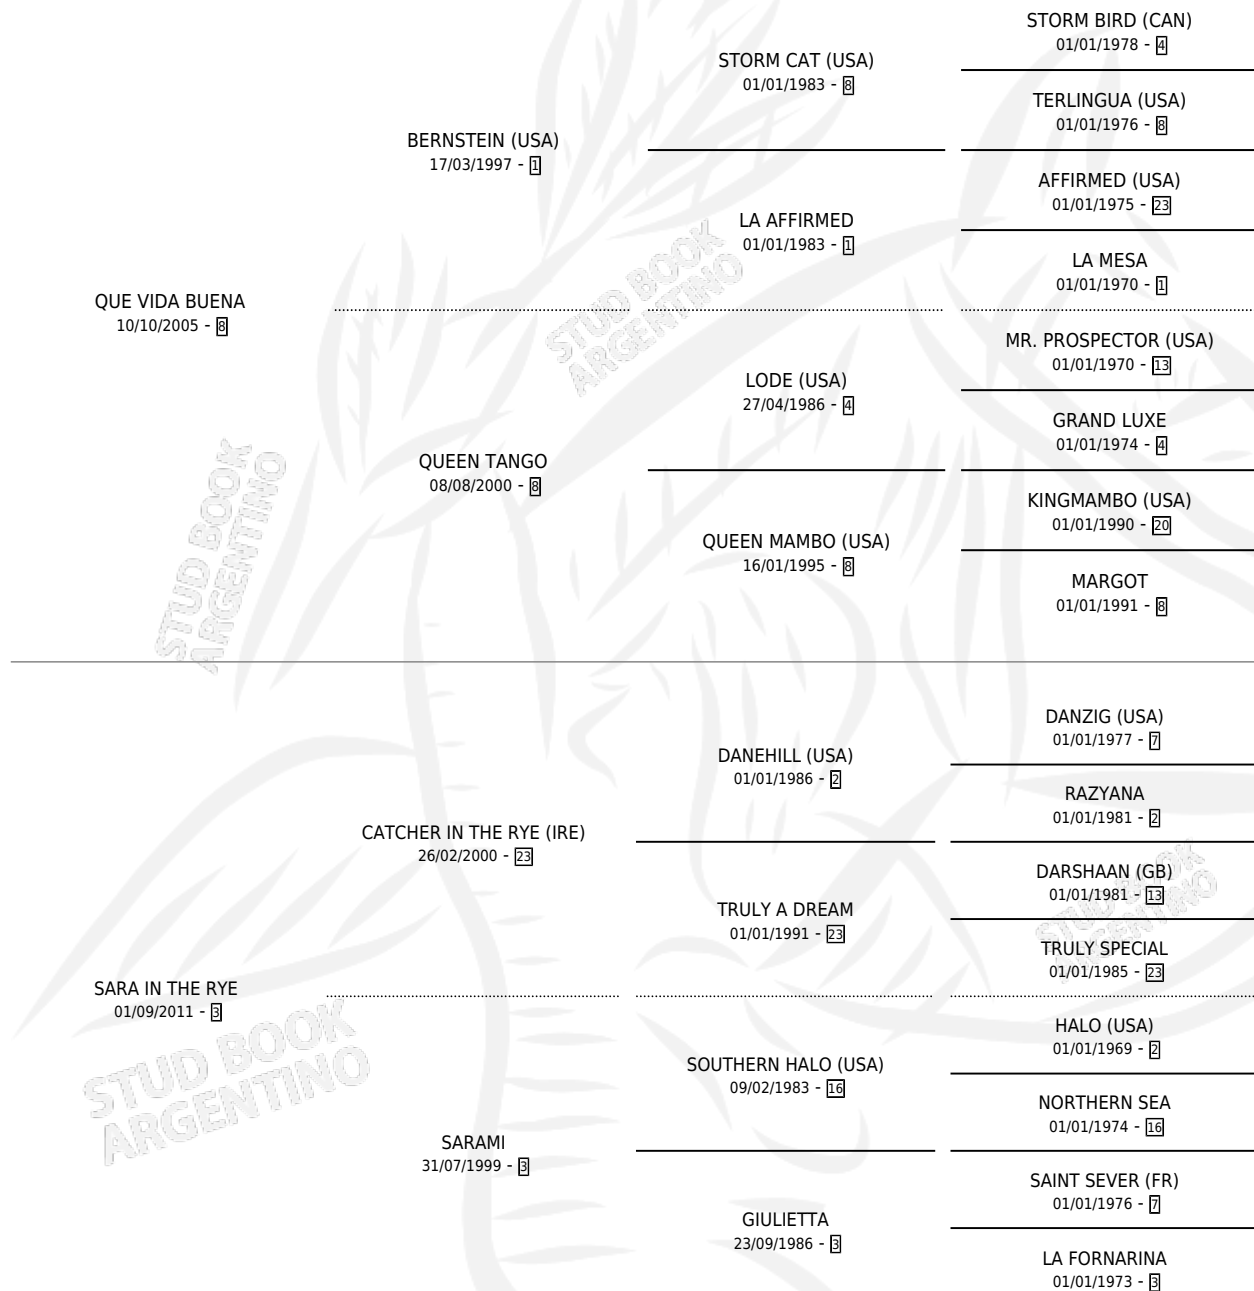 STORM BIRD (CAN)
01/01/1978 - 4
STORM CAT (USA)
01/01/1983 - 8
TERLINGUA (USA)
01/01/1976 - 8
BERNSTEIN (USA)
17/03/1997 - 1
AFFIRMED (USA)
01/01/1975 - 23
LA AFFIRMED
01/01/1983 - 1
LA MESA
01/01/1970 - 1
QUE VIDA BUENA
10/10/2005 - 8
MR. PROSPECTOR (USA)
01/01/1970 - 13
LODE (USA)
27/04/1986 - 4
GRAND LUXE
01/01/1974 - 4
QUEEN TANGO
08/08/2000 - 8
KINGMAMBO (USA)
01/01/1990 - 20
QUEEN MAMBO (USA)
16/01/1995 - 8
MARGOT
01/01/1991 - 8
DANZIG (USA)
01/01/1977 - 7
DANEHILL (USA)
01/01/1986 - 2
RAZYANA
01/01/1981 - 2
CATCHER IN THE RYE (IRE)
26/02/2000 - 23
DARSHAAN (GB)
01/01/1981 - 13
TRULY A DREAM
01/01/1991 - 23
TRULY SPECIAL
01/01/1985 - 23
SARA IN THE RYE
01/09/2011 - 3
HALO (USA)
01/01/1969 - 2
SOUTHERN HALO (USA)
09/02/1983 - 16
NORTHERN SEA
01/01/1974 - 16
SARAMI
31/07/1999 - 3
SAINT SEVER (FR)
01/01/1976 - 7
GIULIETTA
23/09/1986 - 3
LA FORNARINA
01/01/1973 - 3
STUD BOOK
ARGENTINO
STUD BOOK
ARGENTINO
STUD BOOK
ARGENTINO
STUD BOOK
ARGENTINO